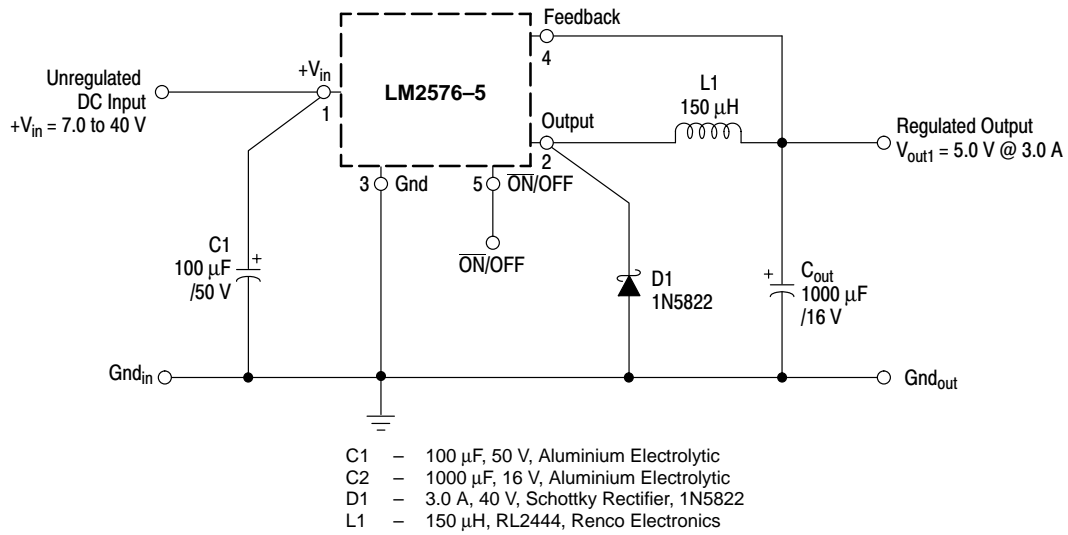 Feedback
4
Unregulated
DC Input
+Vin = 7.0 to 40 V
+Vin
1
LM2576–5
L1
150 μH
Output
2
Regulated Output
Vout1 = 5.0 V @ 3.0 A
3
Gnd
5
ON/OFF
ON/OFF
C1
100 μF
/50 V
+
D1
1N5822
+
Cout
1000 μF
/16 V
Gndin
Gndout
C1 – 100 μF, 50 V, Aluminium Electrolytic
C2 – 1000 μF, 16 V, Aluminium Electrolytic
D1 – 3.0 A, 40 V, Schottky Rectifier, 1N5822
L1 – 150 μH, RL2444, Renco Electronics